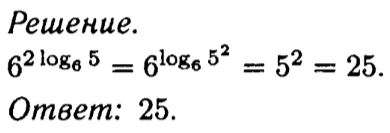 Решение.
6^{2 log_6 5} = 6^{log_6 5^2} = 5^2 = 25.
Ответ: 25.